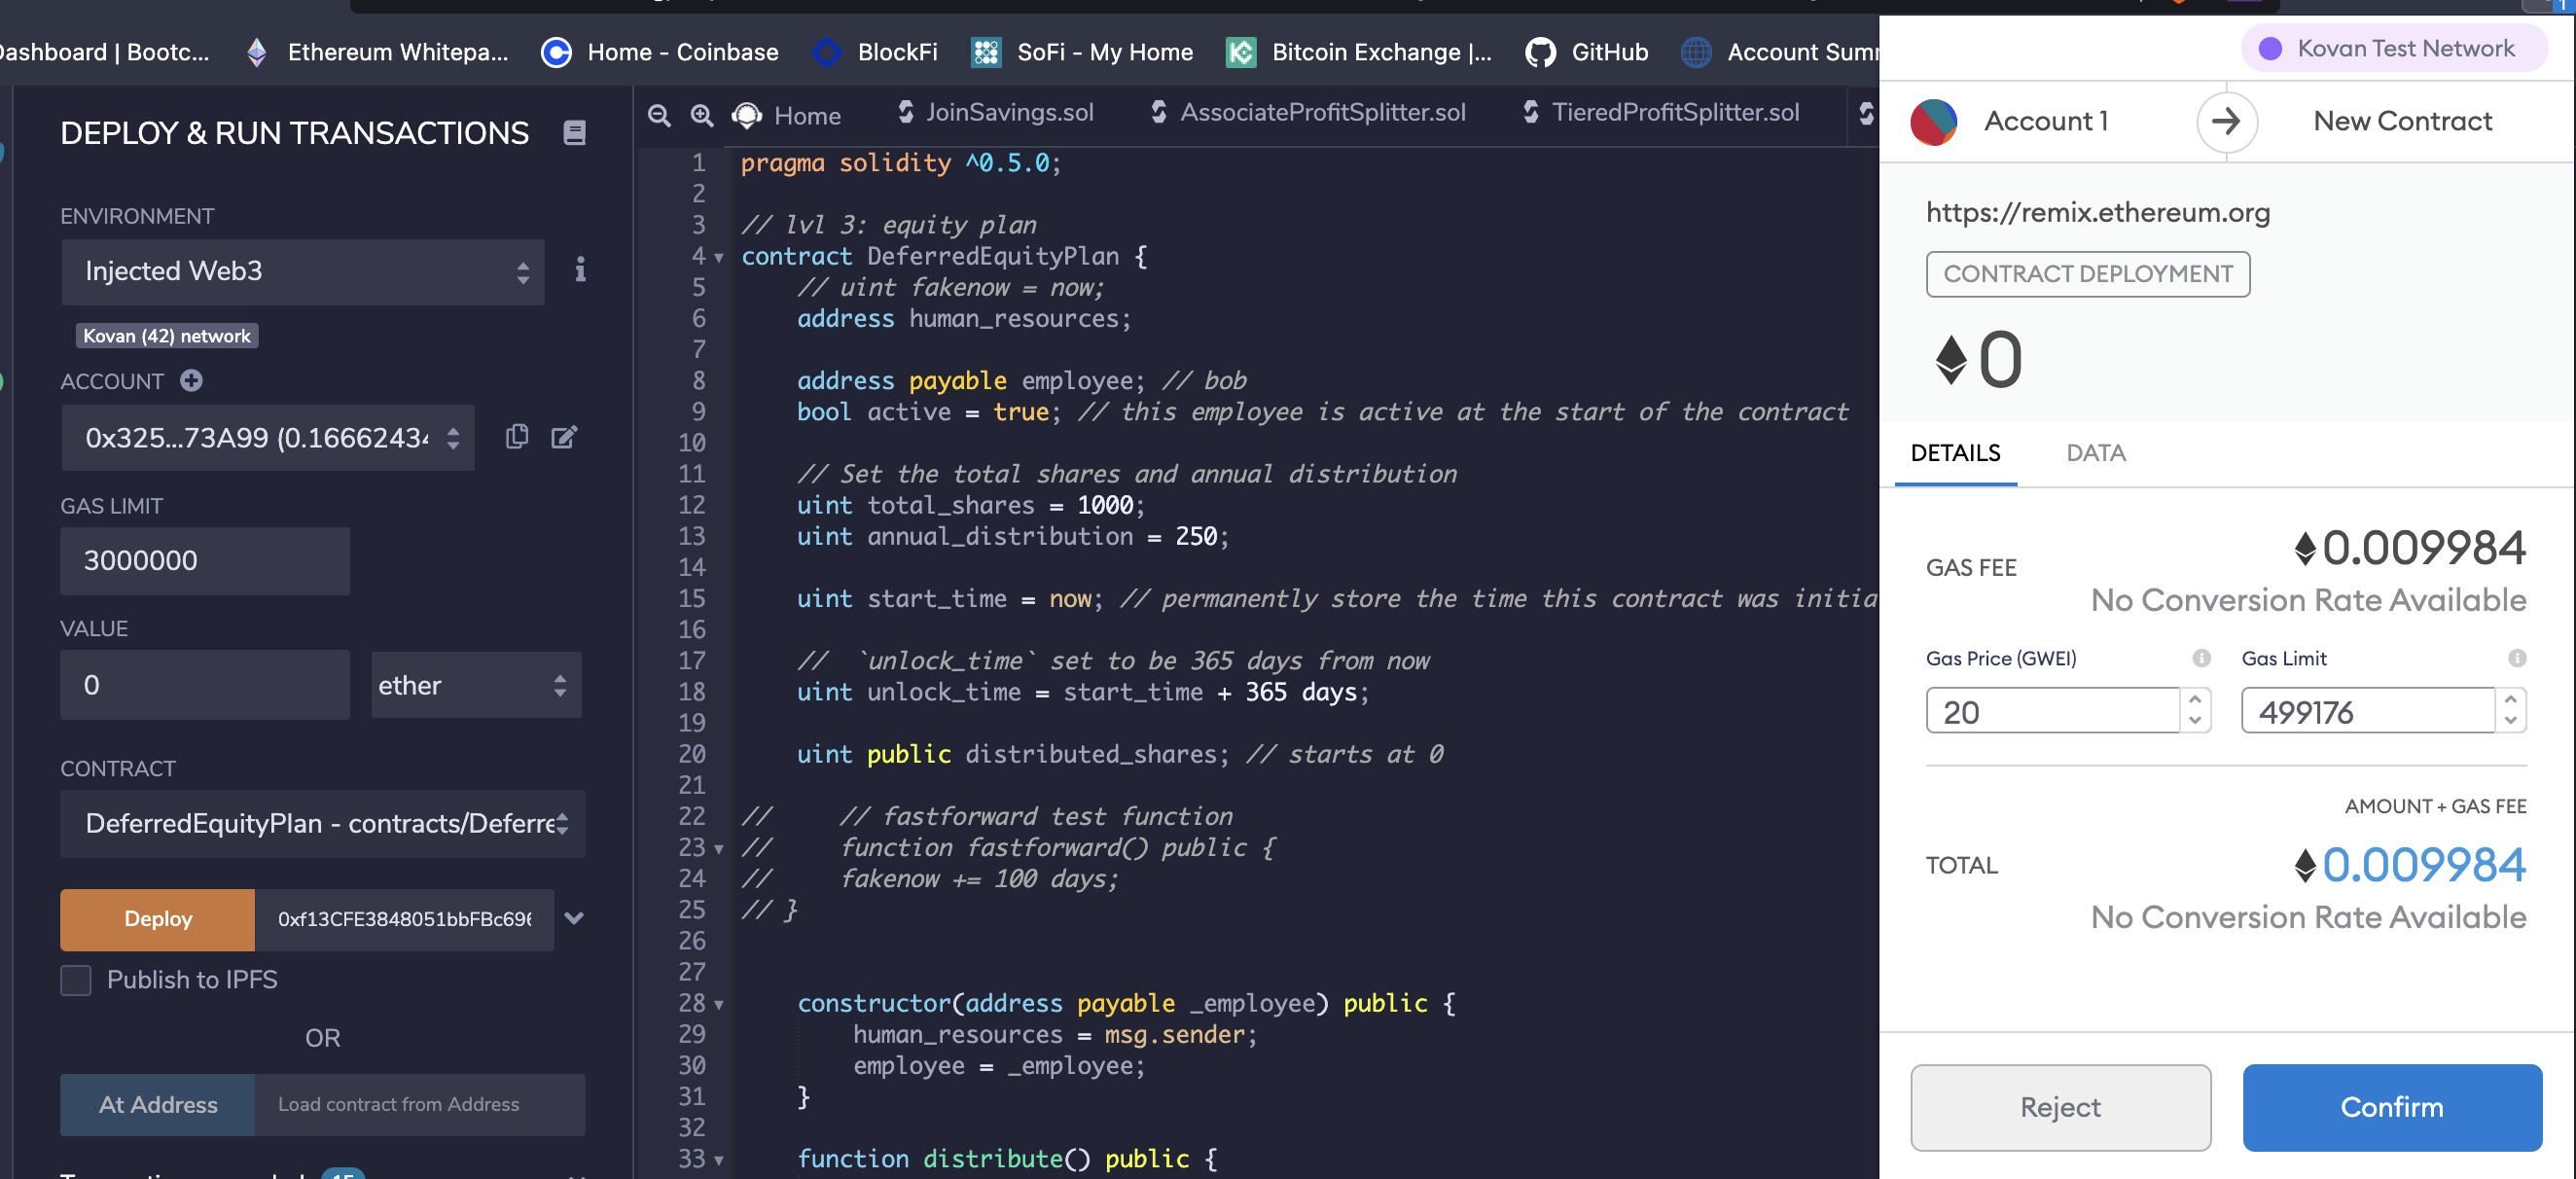 Dashboard | Bootc...
Ethereum Whitepa...
Home - Coinbase
BlockFi
SoFi - My Home
Bitcoin Exchange |...
GitHub
Account Sum
DEPLOY & RUN TRANSACTIONS
ENVIRONMENT
Injected Web3
Kovan (42) network
ACCOUNT
0x325...73A99 (0.1666243
GAS LIMIT
3000000
VALUE
0
ether
CONTRACT
DeferredEquityPlan - contracts/Deferre
Deploy
0xf13CFE3848051bbFBc696
Publish to IPFS
OR
At Address
Load contract from Address
15
Home
JoinSavings.sol
AssociateProfitSplitter.sol
TieredProfitSplitter.sol
1 pragma solidity ^0.5.0;
2
3 // lvl 3: equity plan
4 contract DeferredEquityPlan {
5 // uint fakenow = now;
6 address human_resources;
7
8 address payable employee; // bob
9 bool active = true; // this employee is active at the start of the contract
10
11 // Set the total shares and annual distribution
12 uint total_shares = 1000;
13 uint annual_distribution = 250;
14
15 uint start_time = now; // permanently store the time this contract was initia
16
17 // `unlock_time` set to be 365 days from now
18 uint unlock_time = start_time + 365 days;
19
20 uint public distributed_shares; // starts at 0
21
22 // // fastforward test function
23 // function fastforward() public {
24 // fakenow += 100 days;
25 // }
26
27
28 constructor(address payable _employee) public {
29 human_resources = msg.sender;
30 employee = _employee;
31 }
32
33 function distribute() public {
Kovan Test Network
Account 1
New Contract
https://remix.ethereum.org
CONTRACT DEPLOYMENT
0
DETAILS
DATA
GAS FEE
0.009984
No Conversion Rate Available
Gas Price (GWEI)
Gas Limit
20
499176
AMOUNT + GAS FEE
TOTAL
0.009984
No Conversion Rate Available
Reject
Confirm